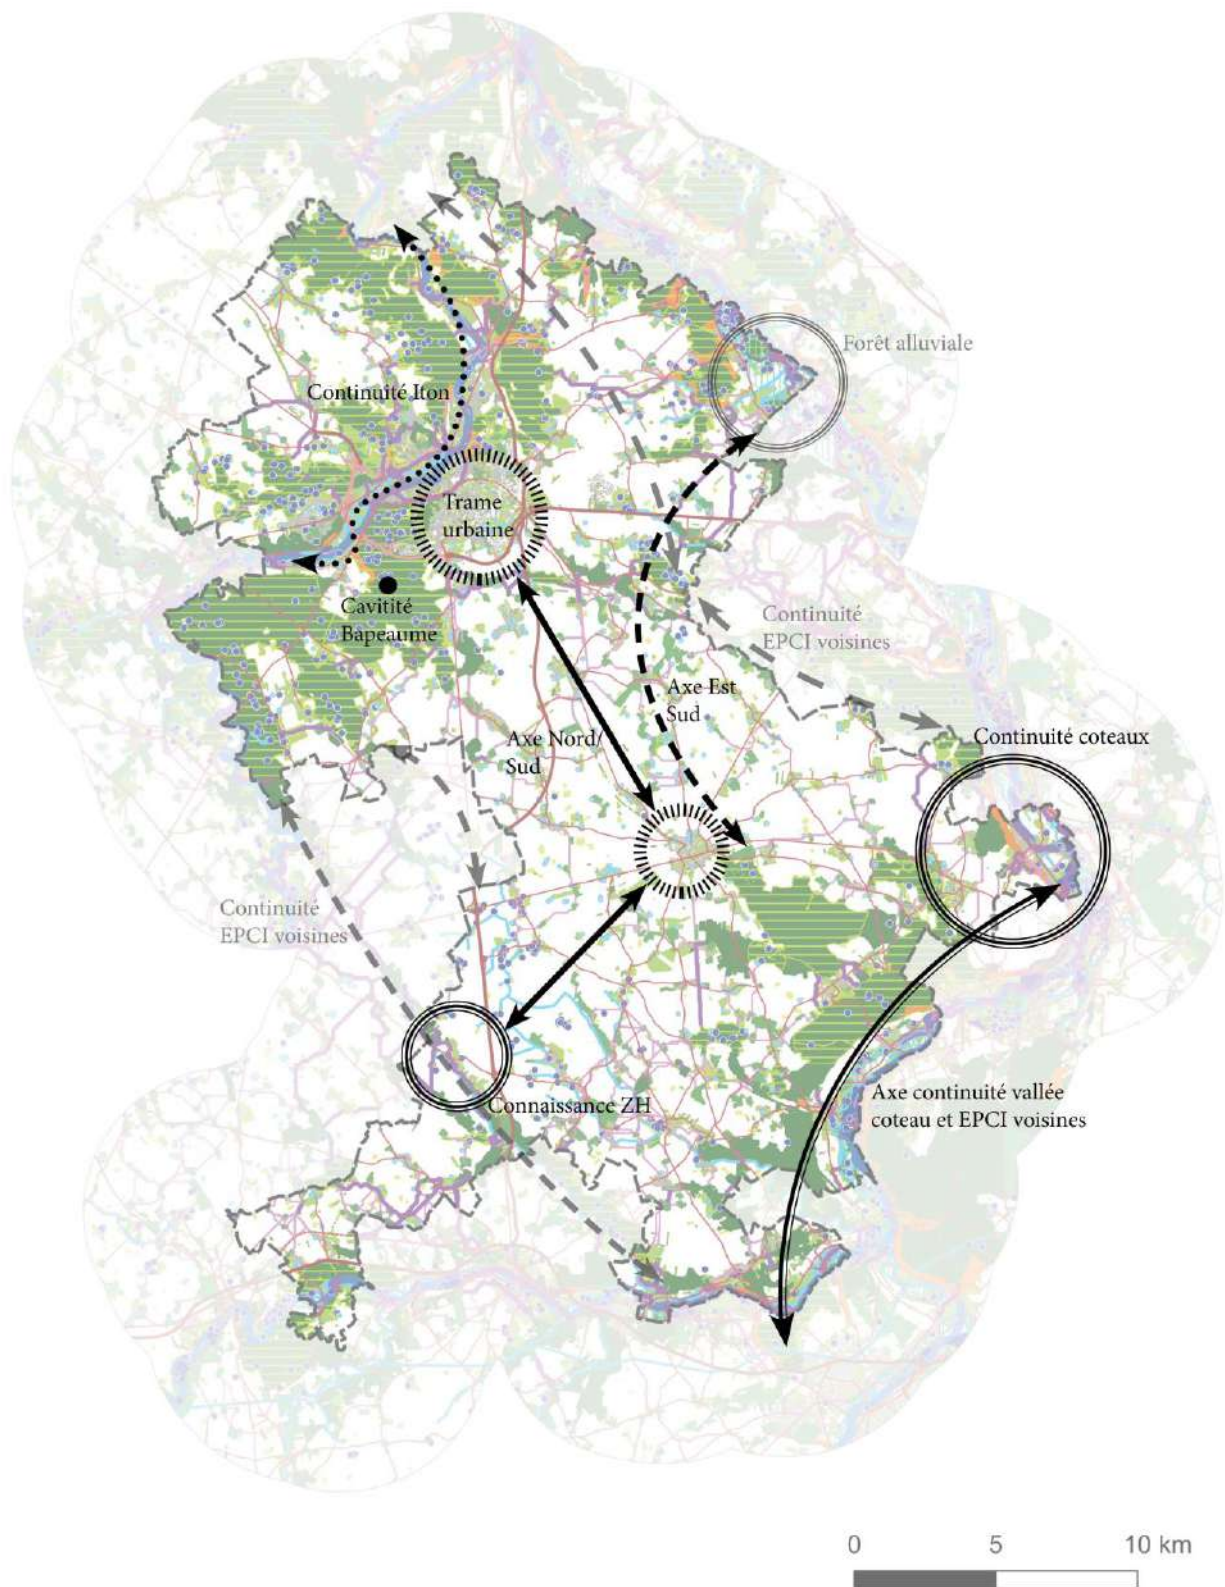 Forêt alluviale
Continuité Iton
Trame
urbaine
Cavitité
Bapeaume
Continuité
EPCI voisines
Axe Est
Sud
Axe Nord/
Sud
Continuité coteaux
Continuité
EPCI voisines
Axe continuité vallée
coteau et EPCI voisines
Connaissance ZH
0 5 10 km